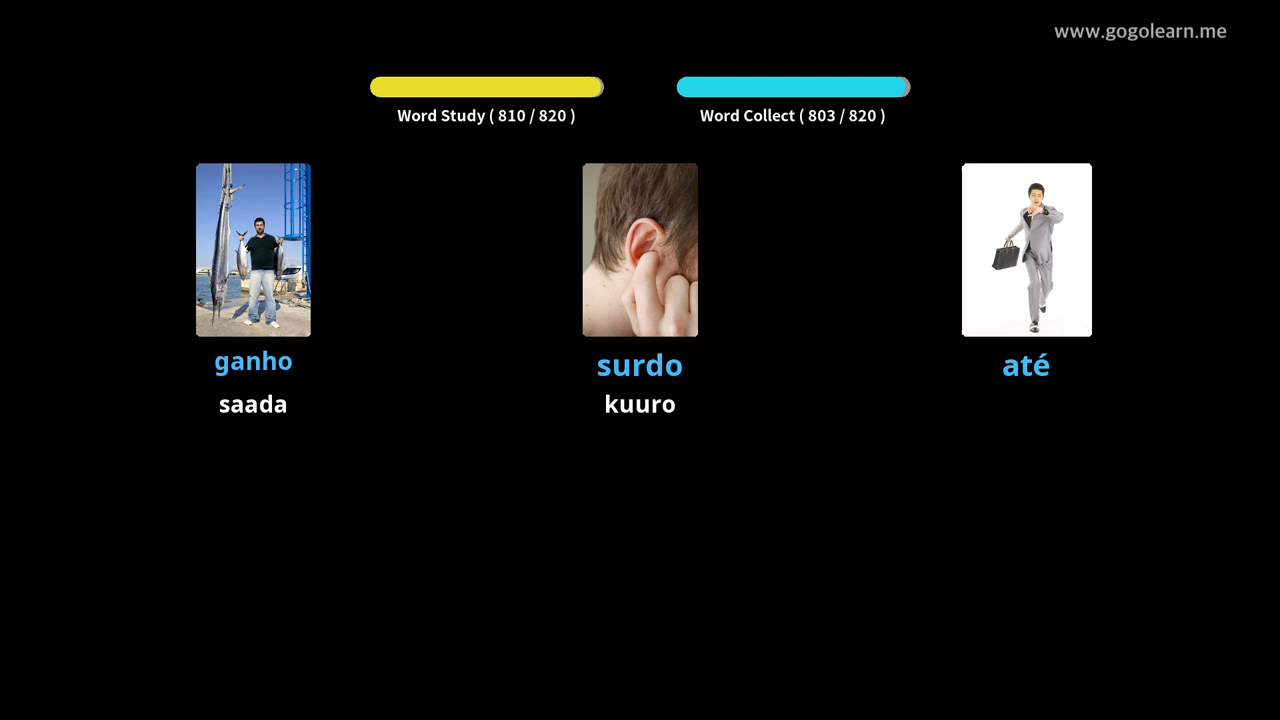 www.gogolearn.me
Word Study ( 810 / 820 )
Word Collect ( 803 / 820 )
ganho
surdo
até
saada
kuuro